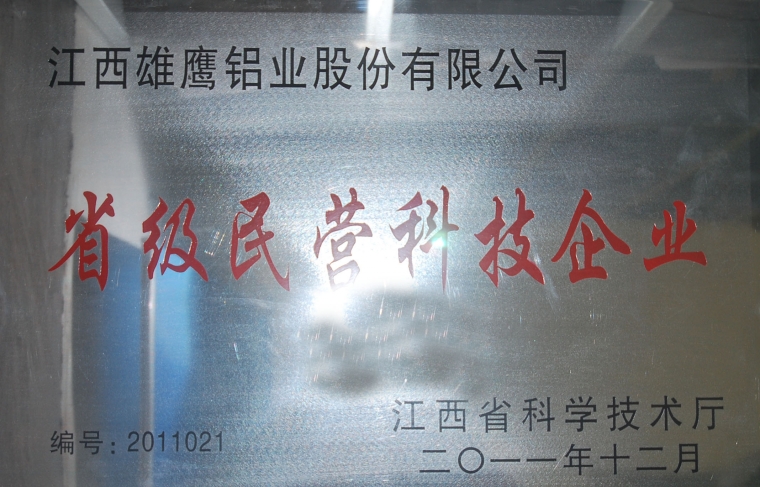 江西雄鹰铝业股份有限公司
省级民营科技企业
江西省科学技术厅
编号：2011021
二〇一一年十二月